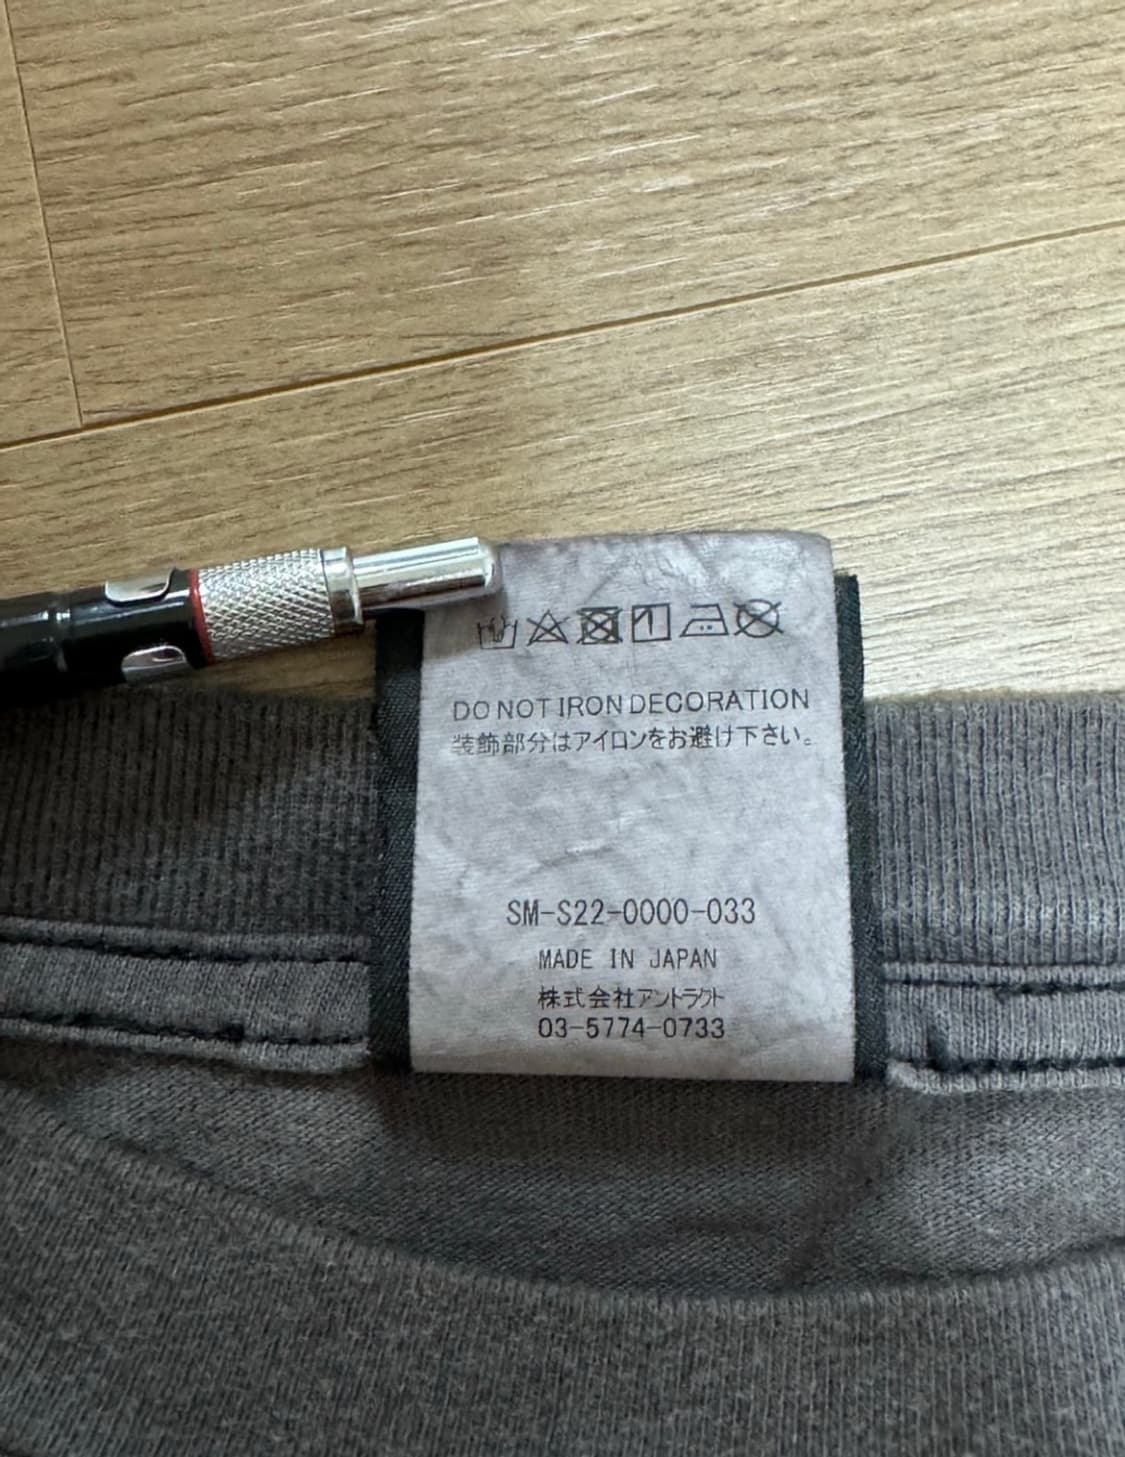 DO NOT IRON DECORATION
装飾部分はアイロンをお避け下さい。
SM-S22-0000-033
MADE IN JAPAN
株式会社アントラクト
03-5774-0733